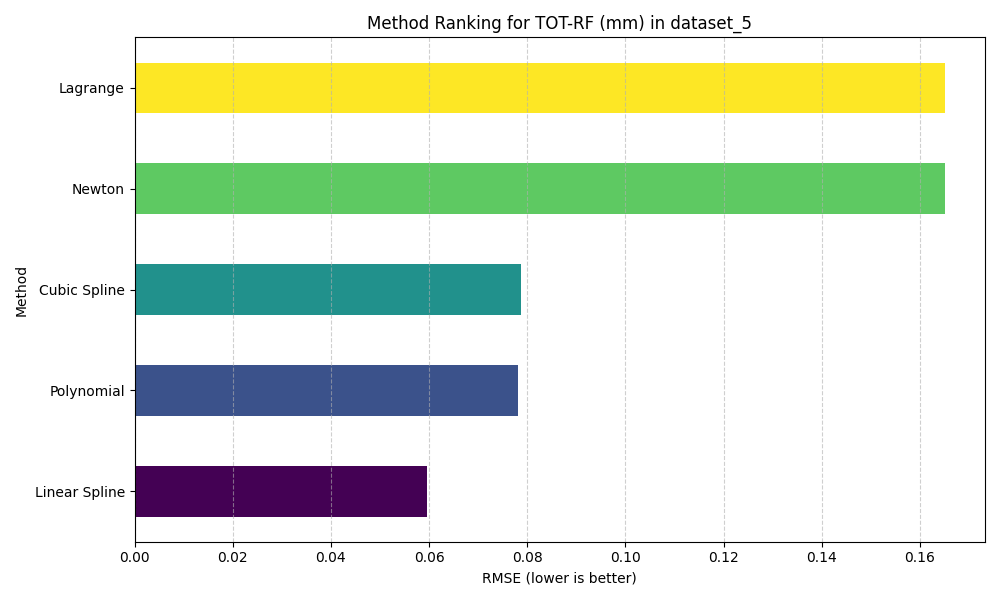 Method Ranking for TOT-RF (mm) in dataset_5
Lagrange
Newton
Cubic Spline
Polynomial
Linear Spline
Method
0.00 0.02 0.04 0.06 0.08 0.10 0.12 0.14 0.16
RMSE (lower is better)